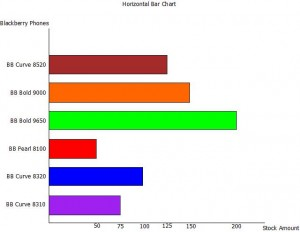 Horizontal Bar Chart
Blackberry Phones
BB Curve 8520
BB Bold 9000
BB Bold 9650
BB Pearl 8100
BB Curve 8320
BB Curve 8310
50 75 100 125 150 200
Stock Amount